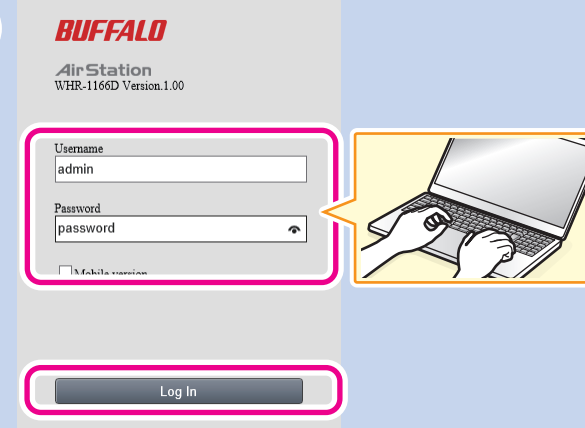 BUFFALO
AirStation
WHR-1166D Version.1.00
Username
admin
Password
password
Mobile version
Log In